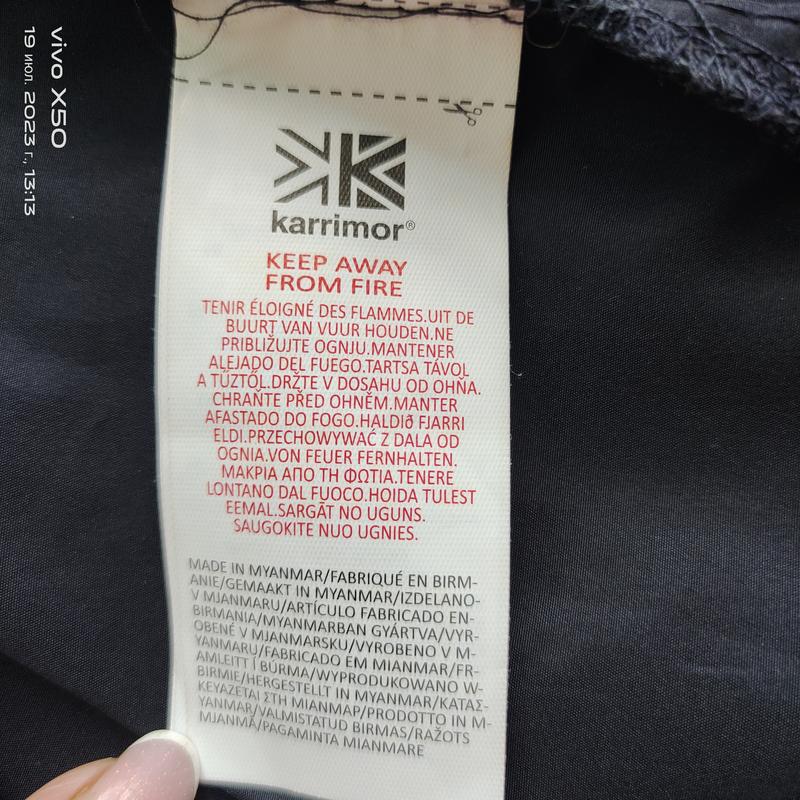 vivo X50
19 июл. 2023 г., 13:13
karrimor®
KEEP AWAY
FROM FIRE
TENIR ÉLOIGNÉ DES FLAMMES.UIT DE
BUURT VAN VUUR HOUDEN.NE
PRIBLIŽUJTE OGNJU.MANTENER
ALEJADO DEL FUEGO.TARTSA TÁVOL
A TŰZTŐL.DRŽTE V DOSAHU OD OHŇA.
CHRAŇTE PŘED OHNĚM.MANTER
AFASTADO DO FOGO.HALDIð FJARRI
ELDI.PRZECHOWYWAĆ Z DALA OD
OGNIA.VON FEUER FERNHALTEN.
ΜΑΚΡΙΑ ΑΠΟ ΤΗ ΦΩΤΙΑ.TENERE
LONTANO DAL FUOCO.HOIDA TULEST
EEMAL.SARGĀT NO UGUNS.
SAUGOKITE NUO UGNIES.
MADE IN MYANMAR/FABRIQUÉ EN BIRM-
ANIE/GEMAAKT IN MYANMAR/IZDELANO-
V MJANMARU/ARTÍCULO FABRICADO EN-
BIRMANIA/MYANMARBAN GYÁRTVA/VYR-
OBENÉ V MJANMARSKU/VYROBENO V M-
YANMARU/FABRICADO EM MIANMAR/FR-
AMLEITT Í BÚRMA/WYPRODUKOWANO W-
BIRMIE/HERGESTELLT IN MYANMAR/ΚΑΤΑΣ-
ΚΕΥΑΖΕΤΑΙ ΣΤΗ ΜΙΑΝΜΑΡ/PRODOTTO IN M-
YANMAR/VALMISTATUD BIRMAS/RAŽOTS
MJANMĀ/PAGAMINTA MIANMARE